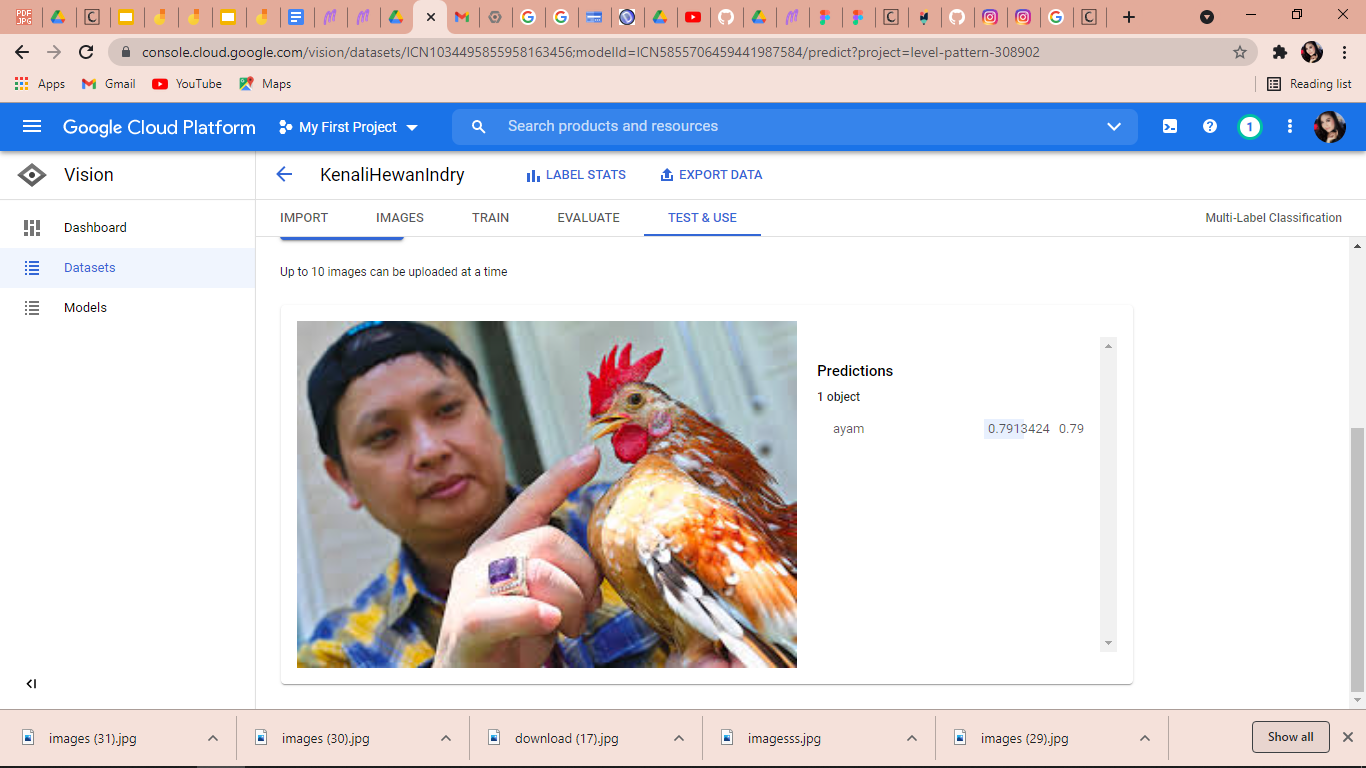 console.cloud.google.com/vision/datasets/ICN1034495855958163456;modelId=ICN5855706459441987584/predict?project=level-pattern-308902
Apps Gmail YouTube Maps Reading list
Google Cloud Platform My First Project Search products and resources 1
Vision KenaliHewanIndry LABEL STATS EXPORT DATA
IMPORT IMAGES TRAIN EVALUATE TEST & USE Multi-Label Classification
Dashboard
Datasets
Models
Up to 10 images can be uploaded at a time
Predictions
1 object
ayam 0.7913424 0.79
images (31).jpg images (30).jpg download (17).jpg imagesss.jpg images (29).jpg Show all